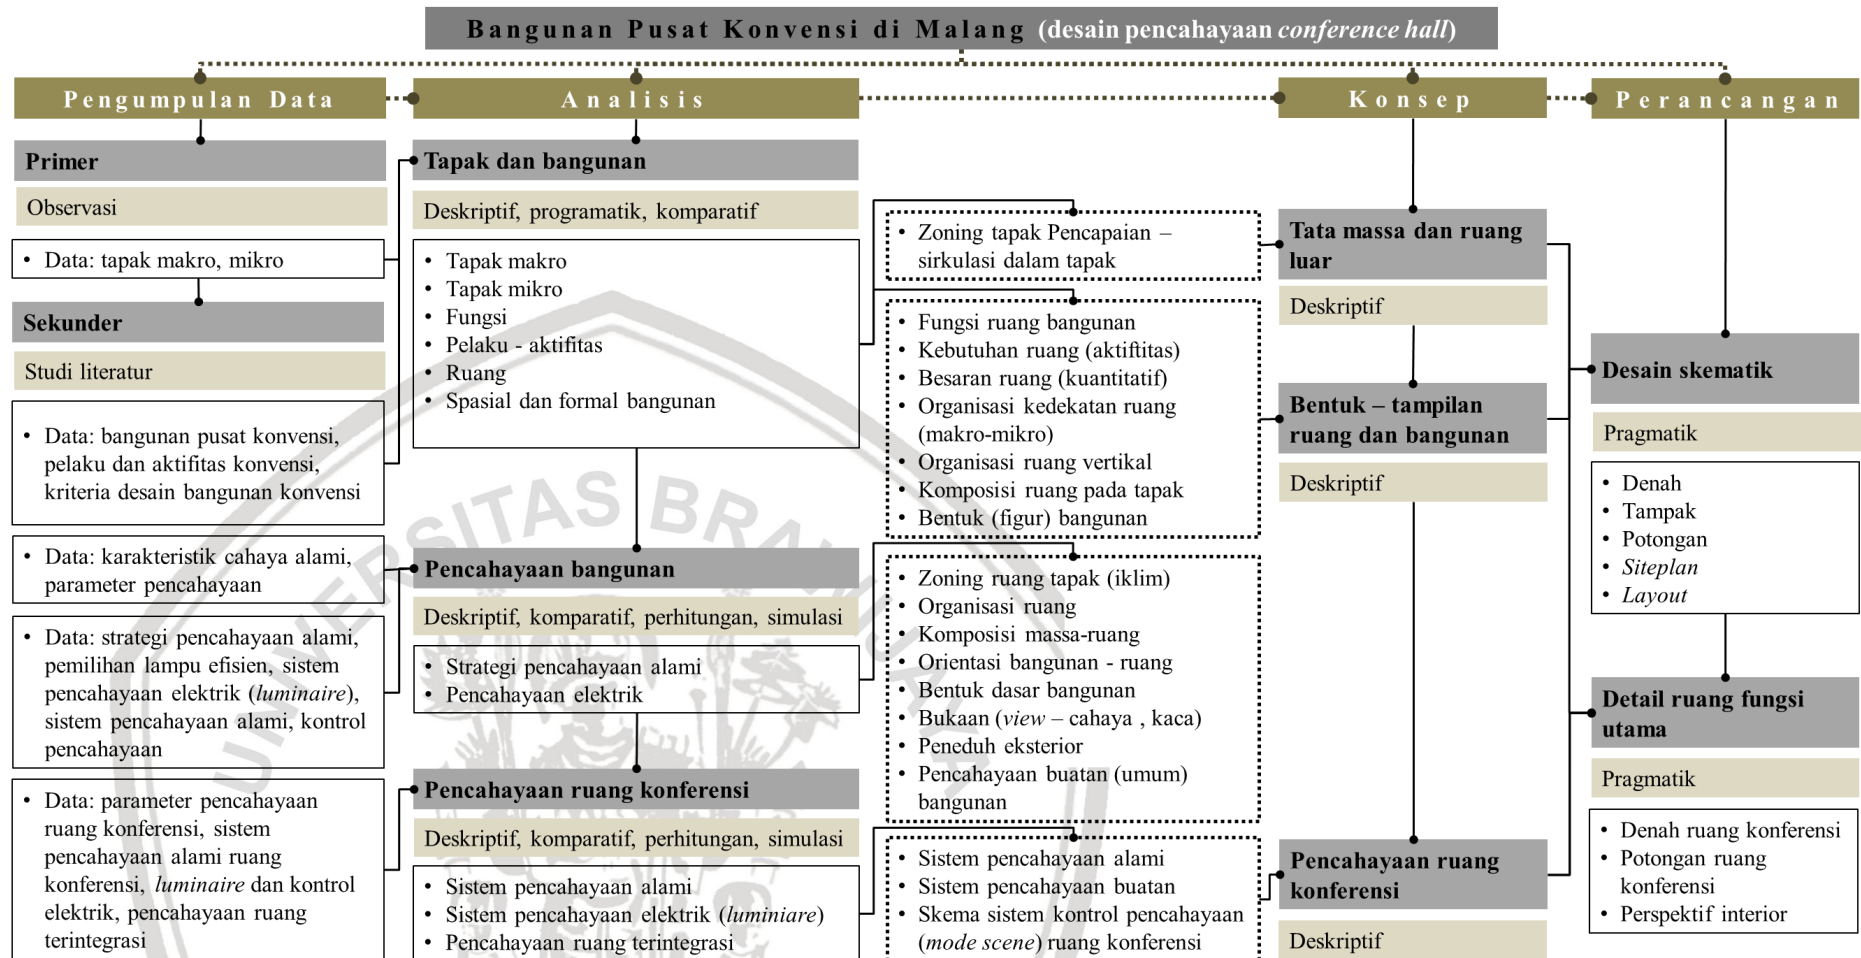 Bangunan Pusat Konvensi di Malang (desain pencahayaan conference hall)
Pengumpulan Data
Analisis
Konsep
Perancangan
Primer
Observasi
• Data: tapak makro, mikro
Sekunder
Studi literatur
• Data: bangunan pusat konvensi,
pelaku dan aktifitas konvensi,
kriteria desain bangunan konvensi
• Data: karakteristik cahaya alami,
parameter pencahayaan
• Data: strategi pencahayaan alami,
pemilihan lampu efisien, sistem
pencahayaan elektrik (luminaire),
sistem pencahayaan alami, kontrol
pencahayaan
• Data: parameter pencahayaan
ruang konferensi, sistem
pencahayaan alami ruang
konferensi, luminaire dan kontrol
elektrik, pencahayaan ruang
terintegrasi
Tapak dan bangunan
Deskriptif, programatik, komparatif
• Tapak makro
• Tapak mikro
• Fungsi
• Pelaku - aktifitas
• Ruang
• Spasial dan formal bangunan
Pencahayaan bangunan
Deskriptif, komparatif, perhitungan, simulasi
• Strategi pencahayaan alami
• Pencahayaan elektrik
Pencahayaan ruang konferensi
Deskriptif, komparatif, perhitungan, simulasi
• Sistem pencahayaan alami
• Sistem pencahayaan elektrik (luminiare)
• Pencahayaan ruang terintegrasi
• Zoning tapak Pencapaian –
sirkulasi dalam tapak
• Fungsi ruang bangunan
• Kebutuhan ruang (aktiftitas)
• Besaran ruang (kuantitatif)
• Organisasi kedekatan ruang
(makro-mikro)
• Organisasi ruang vertikal
• Komposisi ruang pada tapak
• Bentuk (figur) bangunan
• Zoning ruang tapak (iklim)
• Organisasi ruang
• Komposisi massa-ruang
• Orientasi bangunan - ruang
• Bentuk dasar bangunan
• Bukaan (view – cahaya , kaca)
• Peneduh eksterior
• Pencahayaan buatan (umum)
bangunan
• Sistem pencahayaan alami
• Sistem pencahayaan buatan
• Skema sistem kontrol pencahayaan
(mode scene) ruang konferensi
Tata massa dan ruang
luar
Deskriptif
Bentuk – tampilan
ruang dan bangunan
Deskriptif
Pencahayaan ruang
konferensi
Deskriptif
Desain skematik
Pragmatik
• Denah
• Tampak
• Potongan
• Siteplan
• Layout
Detail ruang fungsi
utama
Pragmatik
• Denah ruang konferensi
• Potongan ruang
konferensi
• Perspektif interior
UNIVERSITAS BRAWIJAYA